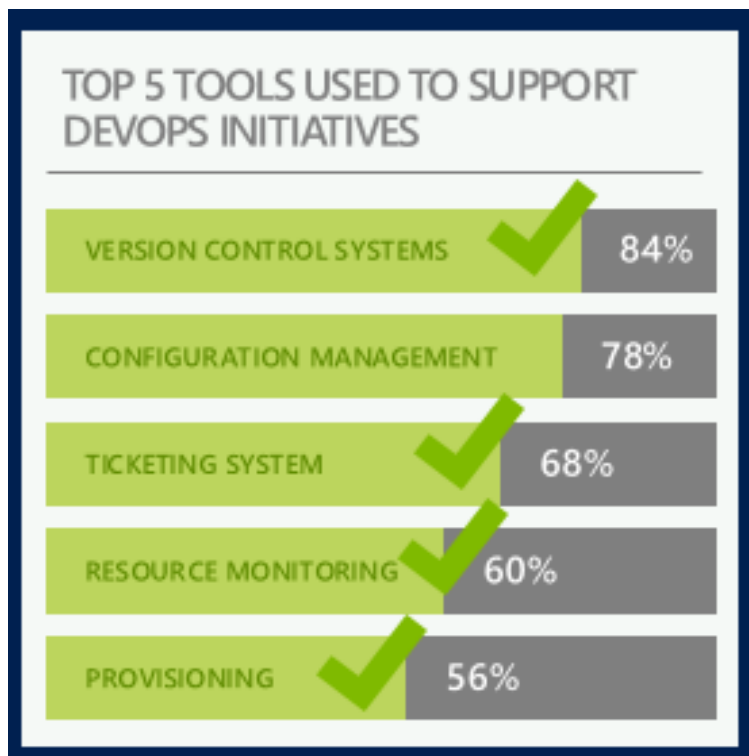 TOP 5 TOOLS USED TO SUPPORT
DEVOPS INITIATIVES
VERSION CONTROL SYSTEMS 84%
CONFIGURATION MANAGEMENT 78%
TICKETING SYSTEM 68%
RESOURCE MONITORING 60%
PROVISIONING 56%